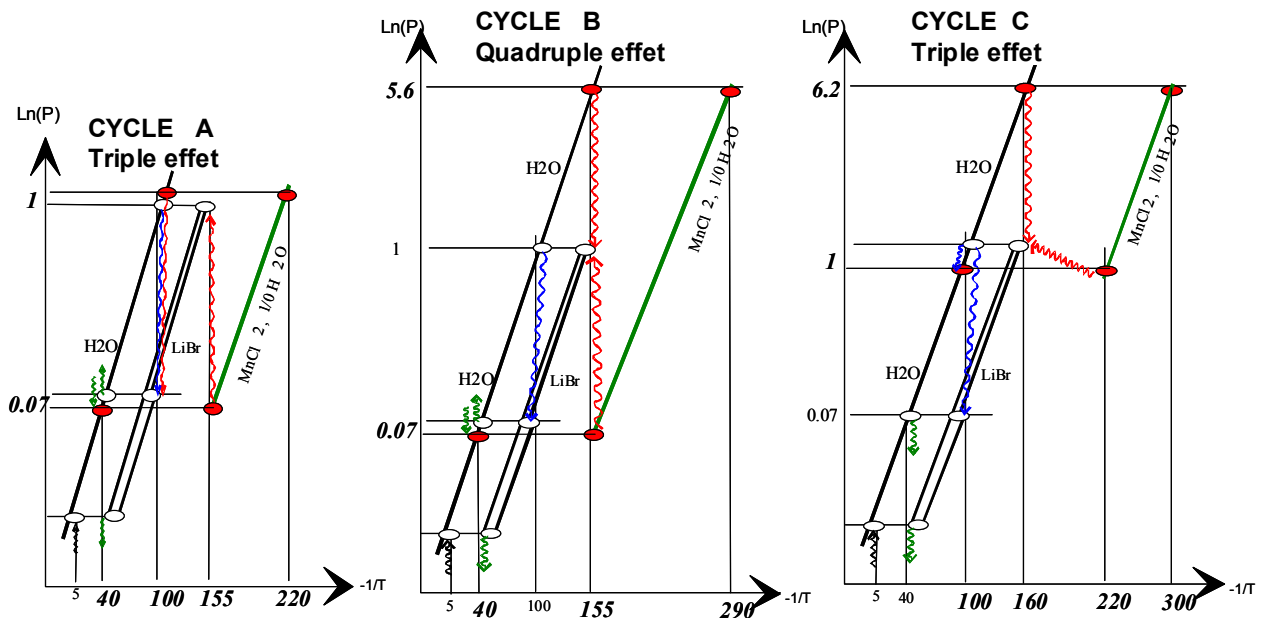 Ln(P)
CYCLE A
Triple effet
1
H2O
LiBr
MnCl 2, 1/0 H 2O
0.07
-1/T
5
40
100
155
220
Ln(P)
CYCLE B
Quadruple effet
5.6
H2O
MnCl 2, 1/0 H 2O
1
H2O
LiBr
0.07
-1/T
5
40
100
155
290
Ln(P)
CYCLE C
Triple effet
6.2
H2O
MnCl 2, 1/0 H 2O
1
H2O
LiBr
0.07
-1/T
5
40
100
160
220
300